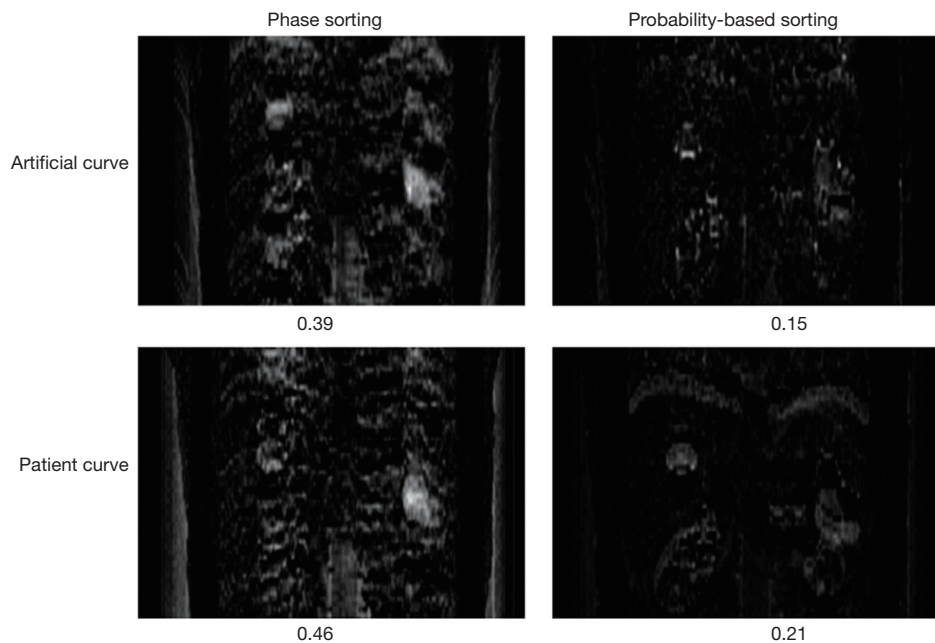 Phase sorting
Probability-based sorting
Artificial curve
0.39
0.15
Patient curve
0.46
0.21